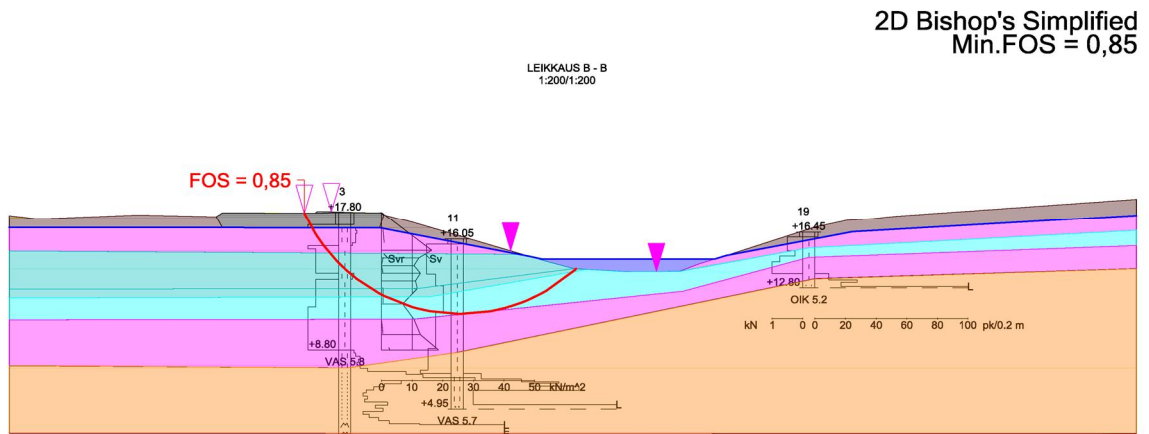 2D Bishop's Simplified
Min.FOS = 0,85
LEIKKAUS B - B
1:200/1:200
FOS = 0,85
3
+17.80
11
+16.05
19
+16.45
Svr
Sv
+12.80
OIK 5.2
kN 1 0 0 20 40 60 80 100 pk/0.2 m
+8.80
VAS 5.8
0 10 20 30 40 50 kN/m^2
+4.95
VAS 5.7